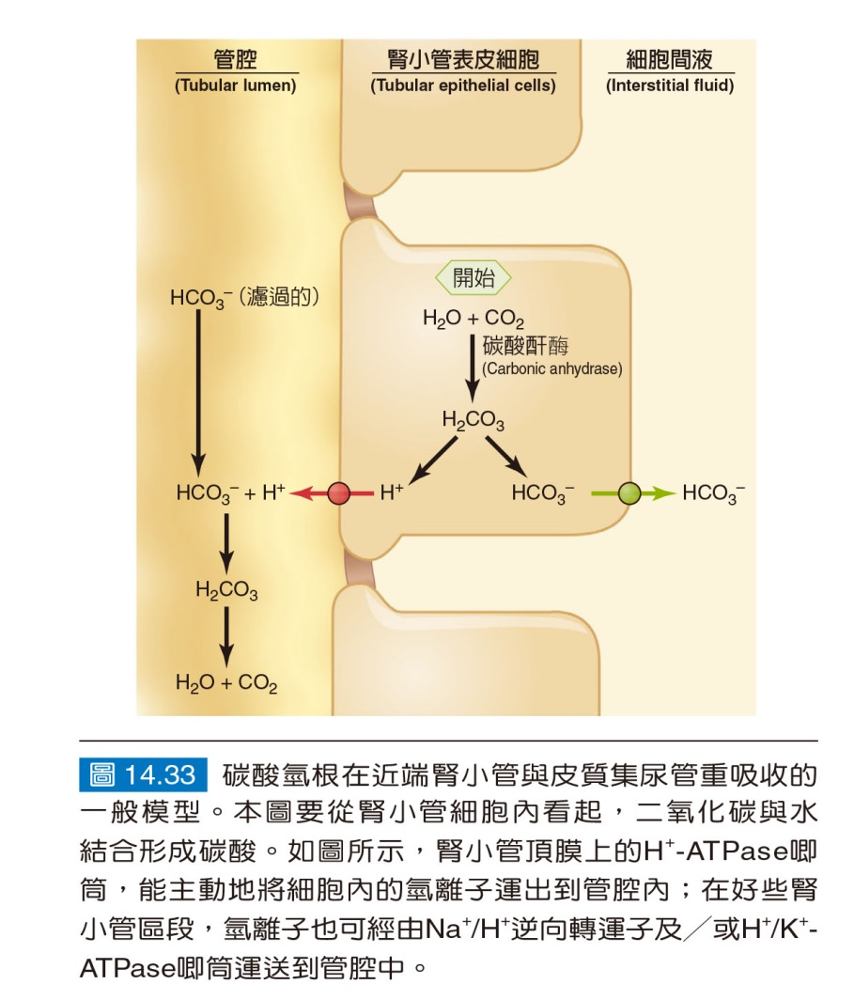 管腔
(Tubular lumen)
腎小管表皮細胞
(Tubular epithelial cells)
細胞間液
(Interstitial fluid)
開始
H₂O + CO₂
碳酸酐酶
(Carbonic anhydrase)
H₂CO₃
HCO₃⁻ (濾過的)
HCO₃⁻ + H⁺
H⁺
HCO₃⁻
HCO₃⁻
H₂CO₃
H₂O + CO₂
圖 14.33 碳酸氫根在近端腎小管與皮質集尿管重吸收的
一般模型。本圖要從腎小管細胞內看起，二氧化碳與水
結合形成碳酸。如圖所示，腎小管頂膜上的H⁺-ATPase唧
筒，能主動地將細胞內的氫離子運出到管腔內；在好些腎
小管區段，氫離子也可經由Na⁺/H⁺逆向轉運子及／或H⁺/K⁺-
ATPase唧筒運送到管腔中。